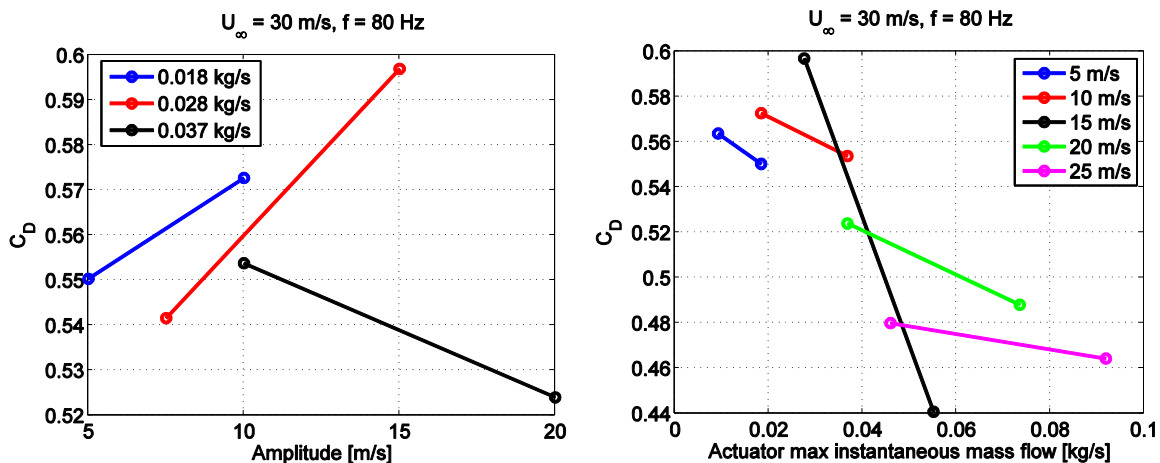 U∞ = 30 m/s, f = 80 Hz
0.6
0.59
0.58
0.57
0.56
0.55
0.54
0.53
0.52
C_D
0.018 kg/s
0.028 kg/s
0.037 kg/s
5
10
15
20
Amplitude [m/s]
U∞ = 30 m/s, f = 80 Hz
0.6
0.58
0.56
0.54
0.52
0.5
0.48
0.46
0.44
C_D
5 m/s
10 m/s
15 m/s
20 m/s
25 m/s
0
0.02
0.04
0.06
0.08
0.1
Actuator max instantaneous mass flow [kg/s]